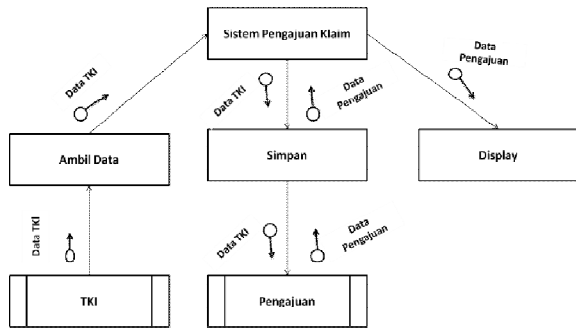 Sistem Pengajuan Klaim
Data TKI
Data TKI
Data
Pengajuan
Data
Pengajuan
Ambil Data
Simpan
Display
Data TKI
Data TKI
Data
Pengajuan
TKI
Pengajuan